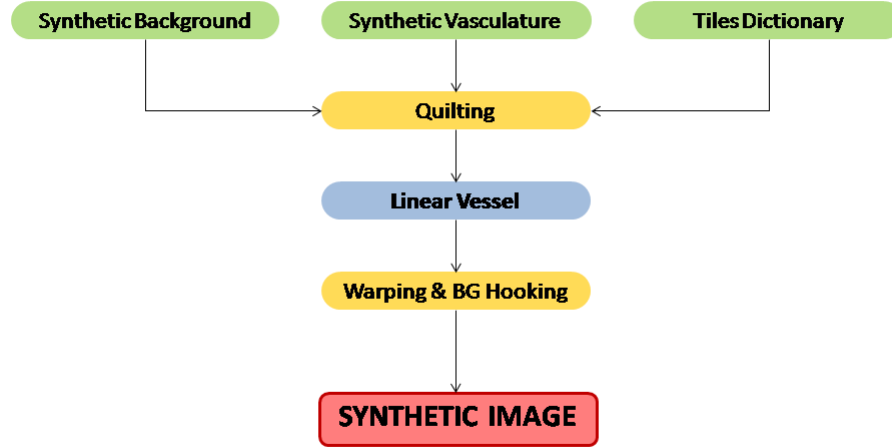 Synthetic Background
Synthetic Vasculature
Tiles Dictionary
Quilting
Linear Vessel
Warping & BG Hooking
SYNTHETIC IMAGE